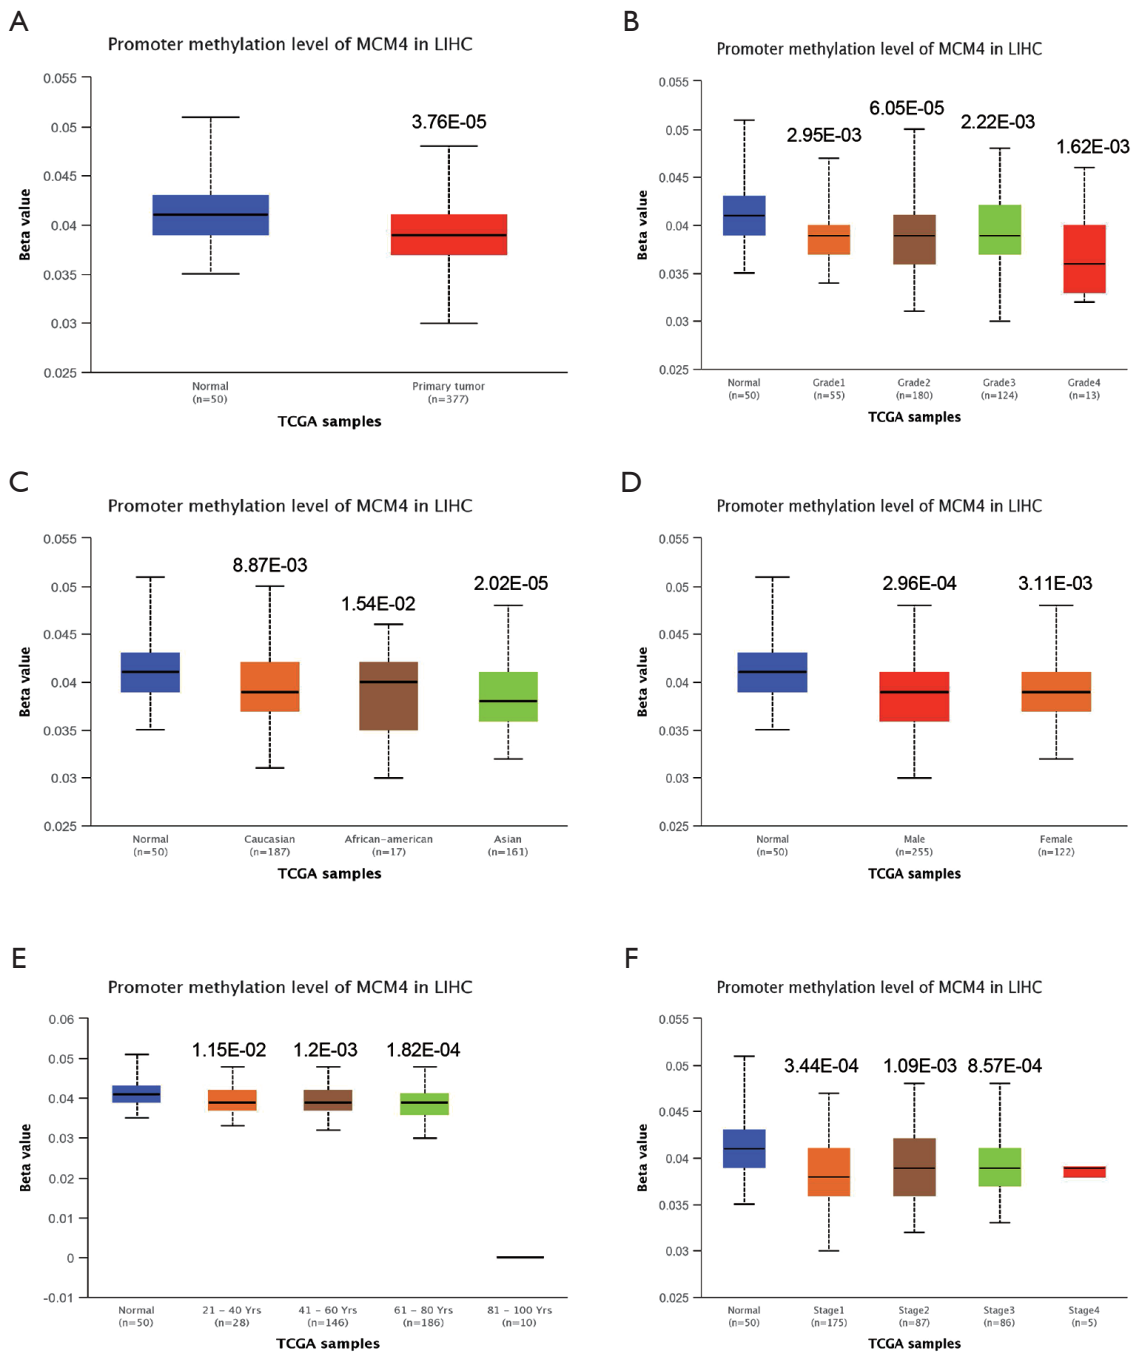 A
Promoter methylation level of MCM4 in LIHC
0.055
0.05
0.045
0.04
0.035
0.03
0.025
Beta value
3.76E-05
Normal
(n=50)
Primary tumor
(n=377)
TCGA samples
B
Promoter methylation level of MCM4 in LIHC
0.055
0.05
0.045
0.04
0.035
0.03
0.025
Beta value
2.95E-03
6.05E-05
2.22E-03
1.62E-03
Normal
(n=50)
Grade1
(n=55)
Grade2
(n=180)
Grade3
(n=124)
Grade4
(n=13)
TCGA samples
C
Promoter methylation level of MCM4 in LIHC
0.055
0.05
0.045
0.04
0.035
0.03
0.025
Beta value
8.87E-03
1.54E-02
2.02E-05
Normal
(n=50)
Caucasian
(n=187)
African-american
(n=17)
Asian
(n=161)
TCGA samples
D
Promoter methylation level of MCM4 in LIHC
0.055
0.05
0.045
0.04
0.035
0.03
0.025
Beta value
2.96E-04
3.11E-03
Normal
(n=50)
Male
(n=255)
Female
(n=122)
TCGA samples
E
Promoter methylation level of MCM4 in LIHC
0.06
0.05
0.04
0.03
0.02
0.01
0
-0.01
Beta value
1.15E-02
1.2E-03
1.82E-04
Normal
(n=50)
21 - 40 Yrs
(n=28)
41 - 60 Yrs
(n=146)
61 - 80 Yrs
(n=186)
81 - 100 Yrs
(n=10)
TCGA samples
F
Promoter methylation level of MCM4 in LIHC
0.055
0.05
0.045
0.04
0.035
0.03
0.025
Beta value
3.44E-04
1.09E-03
8.57E-04
Normal
(n=50)
Stage1
(n=175)
Stage2
(n=87)
Stage3
(n=86)
Stage4
(n=5)
TCGA samples